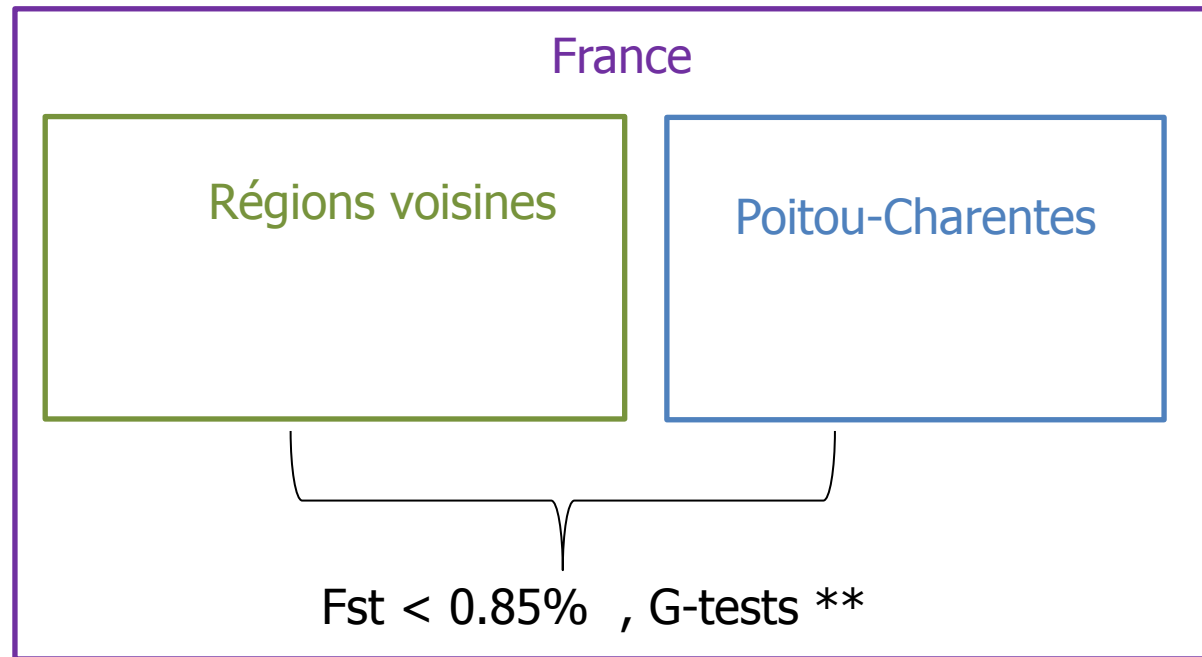 France
Régions voisines
Poitou-Charentes
Fst < 0.85% , G-tests **